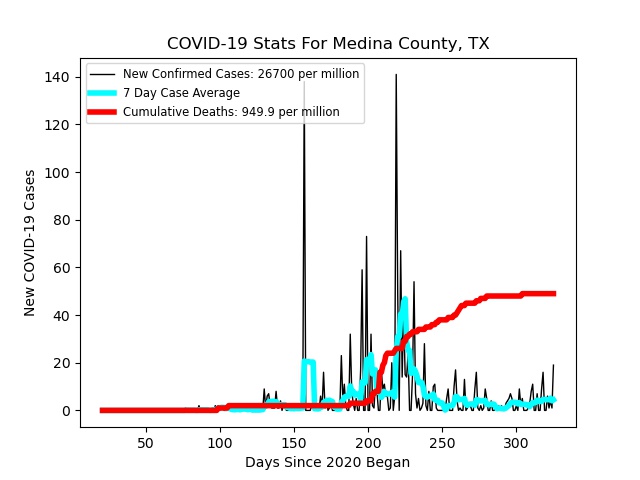 COVID-19 Stats For Medina County, TX
New Confirmed Cases: 26700 per million
7 Day Case Average
Cumulative Deaths: 949.9 per million
New COVID-19 Cases
140
120
100
80
60
40
20
0
50 100 150 200 250 300
Days Since 2020 Began